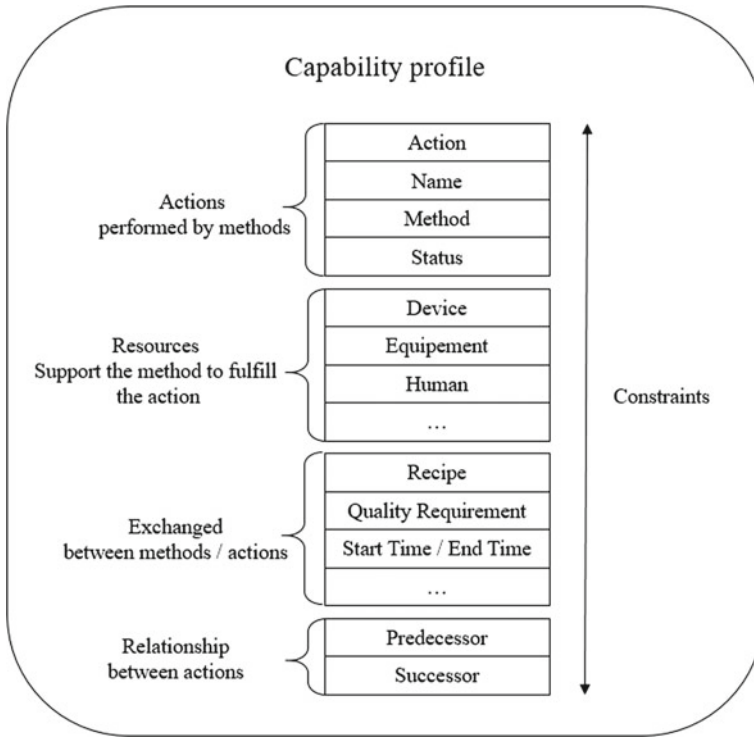 Capability profile
Actions
performed by methods
Action
Name
Method
Status
Resources
Support the method to fulfill
the action
Device
Equipement
Human
…
Exchanged
between methods / actions
Recipe
Quality Requirement
Start Time / End Time
…
Relationship
between actions
Predecessor
Successor
Constraints